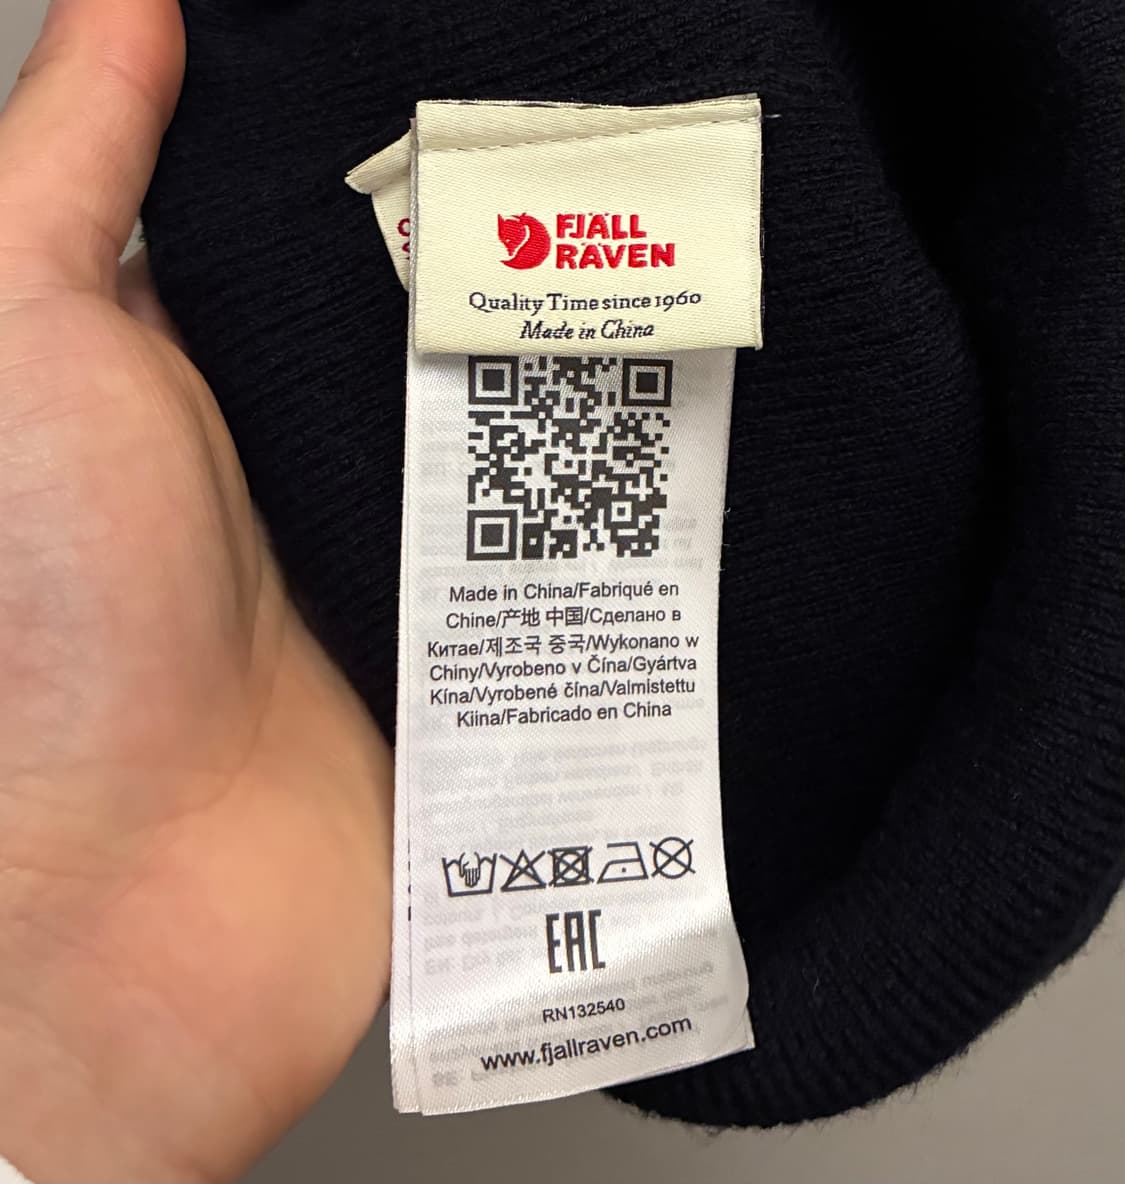 FJÄLL
RÄVEN
Quality Time since 1960
Made in China
Made in China/Fabriqué en
Chine/产地 中国/Сделано в
Китае/제조국 중국/Wykonano w
Chiny/Vyrobeno v Čína/Gyártva
Kína/Vyrobené čína/Valmistettu
Kiina/Fabricado en China
EAC
RN132540
www.fjallraven.com